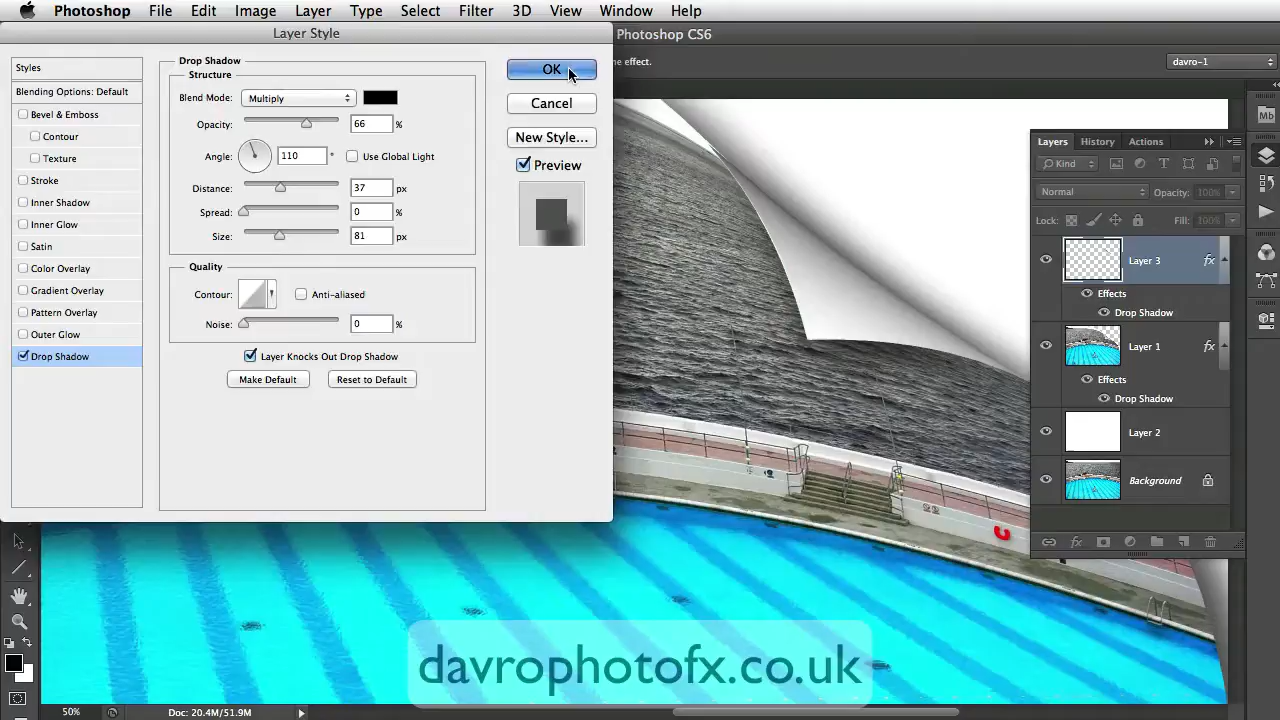 Photoshop File Edit Image Layer Type Select Filter 3D View Window Help
Layer Style
Photoshop CS6
the effect.
davro-1
Styles
Blending Options: Default
Bevel & Emboss
Contour
Texture
Stroke
Inner Shadow
Inner Glow
Satin
Color Overlay
Gradient Overlay
Pattern Overlay
Outer Glow
Drop Shadow
Drop Shadow
Structure
Blend Mode: Multiply
Opacity: 66 %
Angle: 110 ° Use Global Light
Distance: 37 px
Spread: 0 %
Size: 81 px
Quality
Contour: Anti-aliased
Noise: 0 %
Layer Knocks Out Drop Shadow
Make Default Reset to Default
OK
Cancel
New Style...
Preview
Mb
Layers History Actions
Kind
Normal Opacity: 100%
Lock: Fill: 100%
Layer 3 fx
Effects
Drop Shadow
Layer 1 fx
Effects
Drop Shadow
Layer 2
Background
fx
davrophotofx.co.uk
50% Doc: 20.4M/51.9M